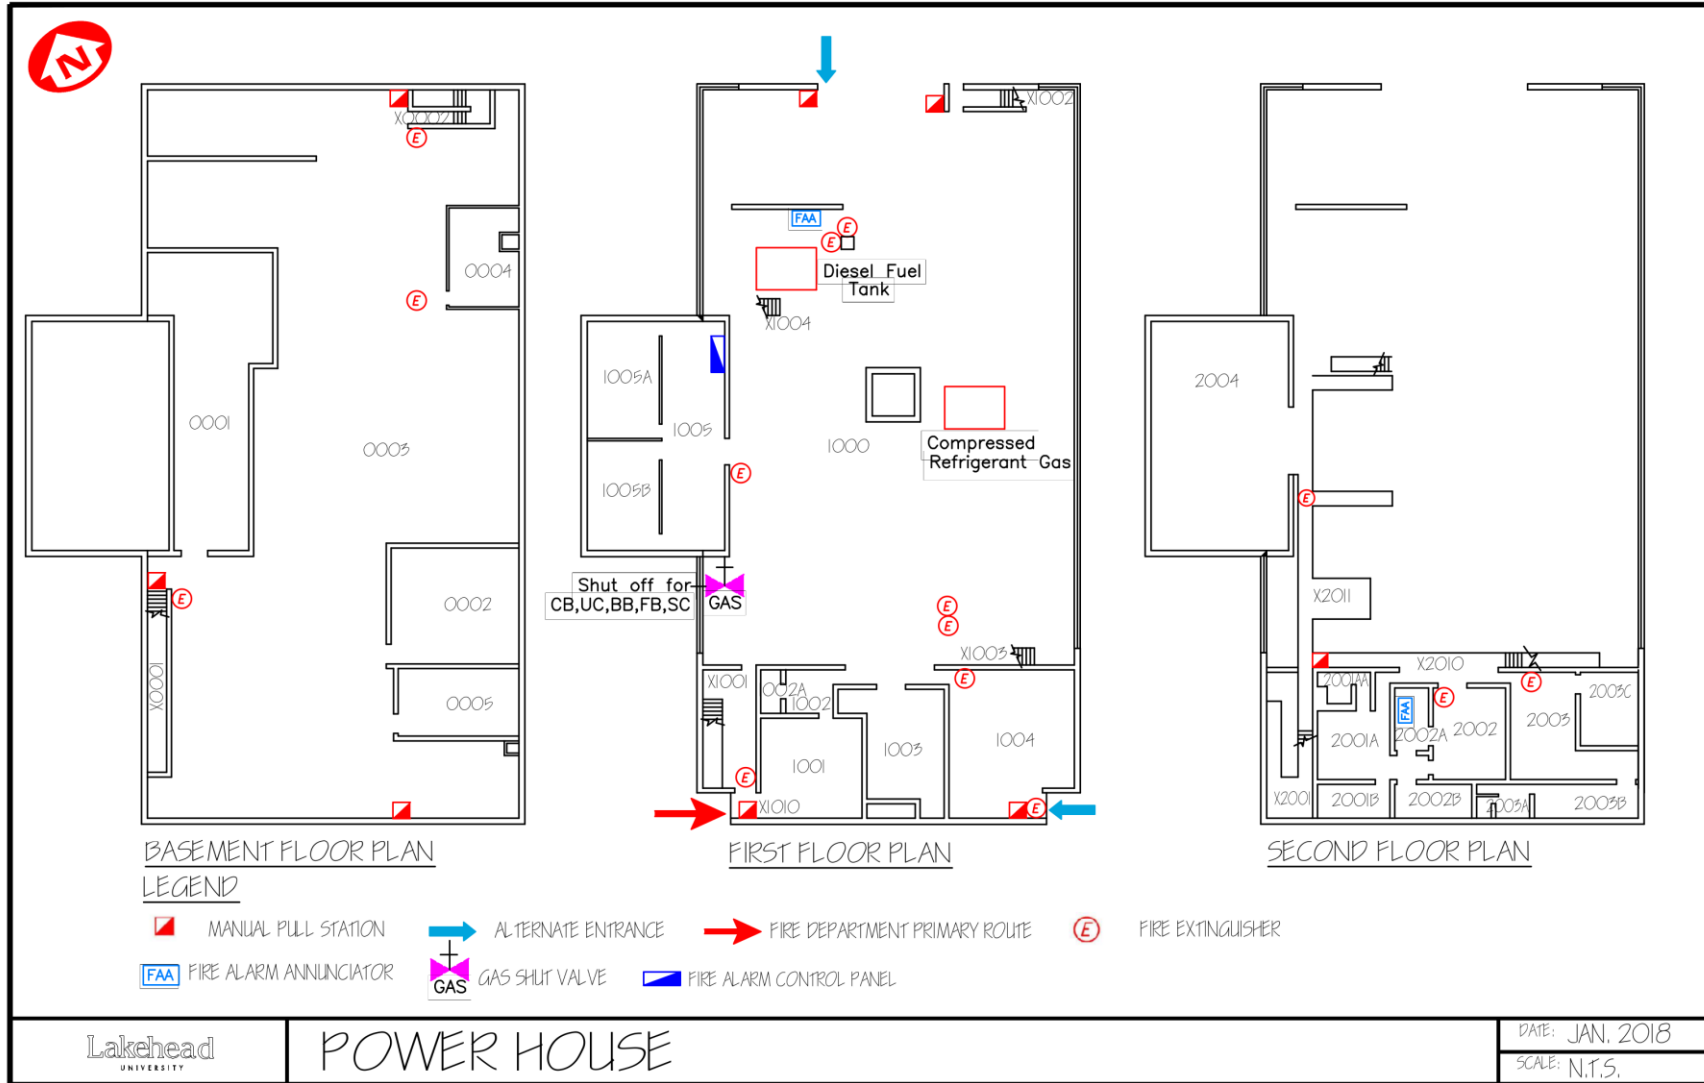 N
X0002
0004
0001
0003
0002
X0001
0005
BASEMENT FLOOR PLAN
X1002
FAA
E
E
Diesel Fuel
Tank
X1004
1005A
1005
1005B
1000
Compressed
Refrigerant Gas
E
Shut off for
CB,UC,BB,FB,SC
GAS
E
E
X1003
E
X1001
002A
1002
1001
1003
1004
E
X1010
E
FIRST FLOOR PLAN
2004
E
X2011
X2010
E
2001AA
FAA
E
2003C
2001A
2002A
2002
2003
X2001
2001B
2002B
2003A
2003B
SECOND FLOOR PLAN
E
E
E
LEGEND
MANUAL PULL STATION
ALTERNATE ENTRANCE
FIRE DEPARTMENT PRIMARY ROUTE
E FIRE EXTINGUISHER
FAA FIRE ALARM ANNUNCIATOR
GAS GAS SHUT VALVE
FIRE ALARM CONTROL PANEL
Lakehead
UNIVERSITY
POWER HOUSE
DATE: JAN. 2018
SCALE: N.T.S.